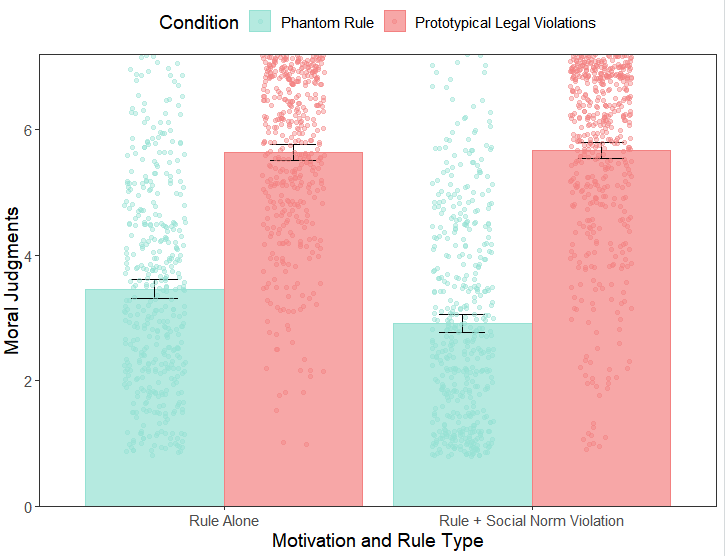 Condition Phantom Rule Prototypical Legal Violations
Moral Judgments
6
4
2
0
Rule Alone Rule + Social Norm Violation
Motivation and Rule Type